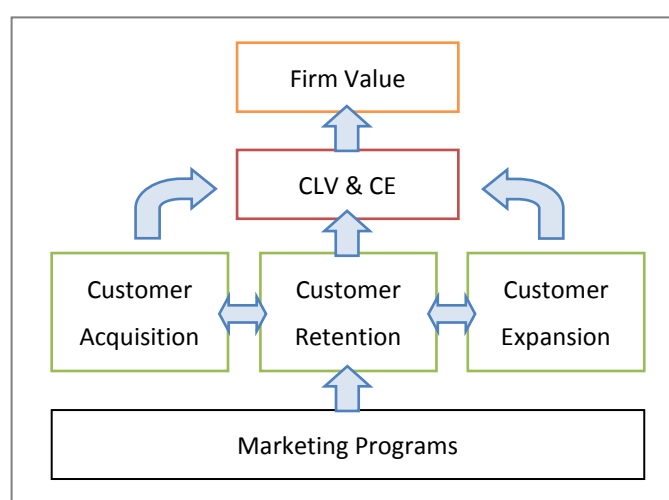 Firm Value
CLV & CE
Customer
Acquisition
Customer
Retention
Customer
Expansion
Marketing Programs